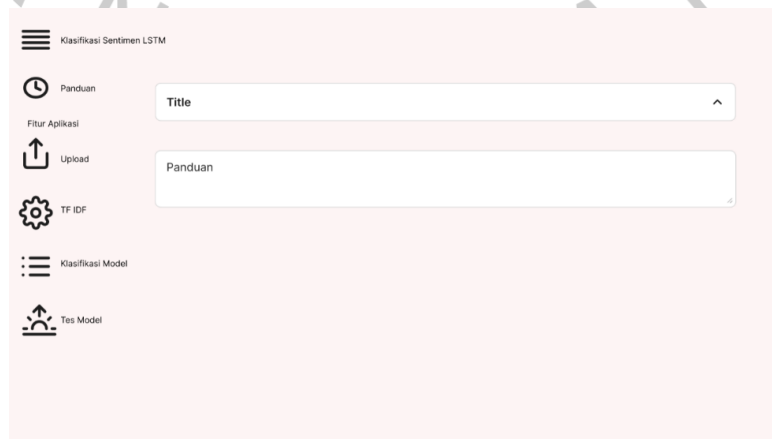 Klasifikasi Sentimen LSTM
Panduan
Fitur Aplikasi
Upload
TF IDF
Klasifikasi Model
Tes Model
Title
Panduan